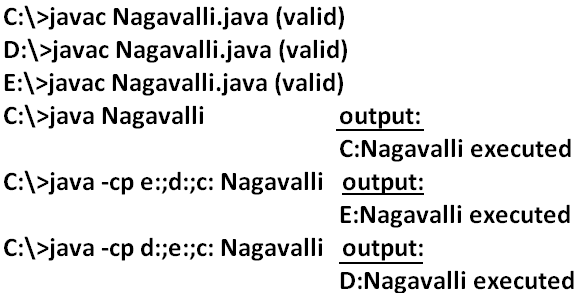 C:\>javac Nagavalli.java (valid)
D:\>javac Nagavalli.java (valid)
E:\>javac Nagavalli.java (valid)
C:\>java Nagavalli output:
C:Nagavalli executed
C:\>java -cp e:;d:;c: Nagavalli output:
E:Nagavalli executed
C:\>java -cp d:;e:;c: Nagavalli output:
D:Nagavalli executed